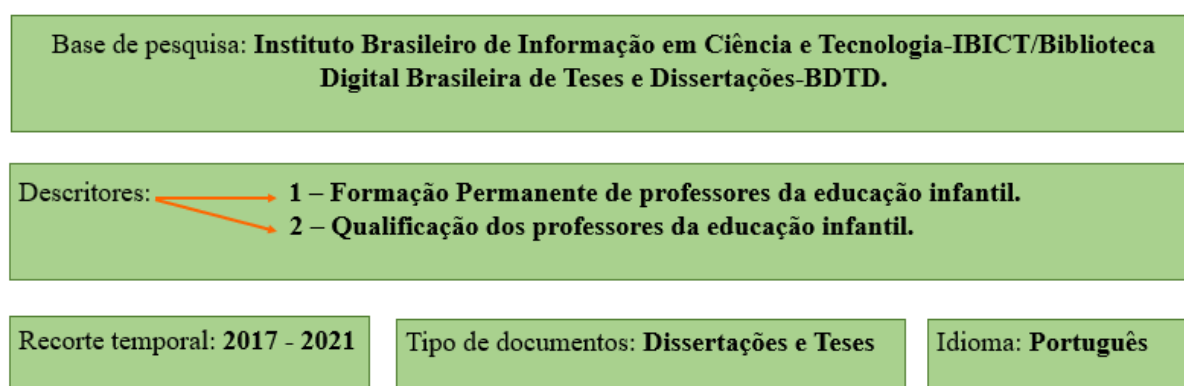 Base de pesquisa: Instituto Brasileiro de Informação em Ciência e Tecnologia-IBICT/Biblioteca
Digital Brasileira de Teses e Dissertações-BDTD.
Descritores: 1 – Formação Permanente de professores da educação infantil.
2 – Qualificação dos professores da educação infantil.
Recorte temporal: 2017 - 2021
Tipo de documentos: Dissertações e Teses
Idioma: Português